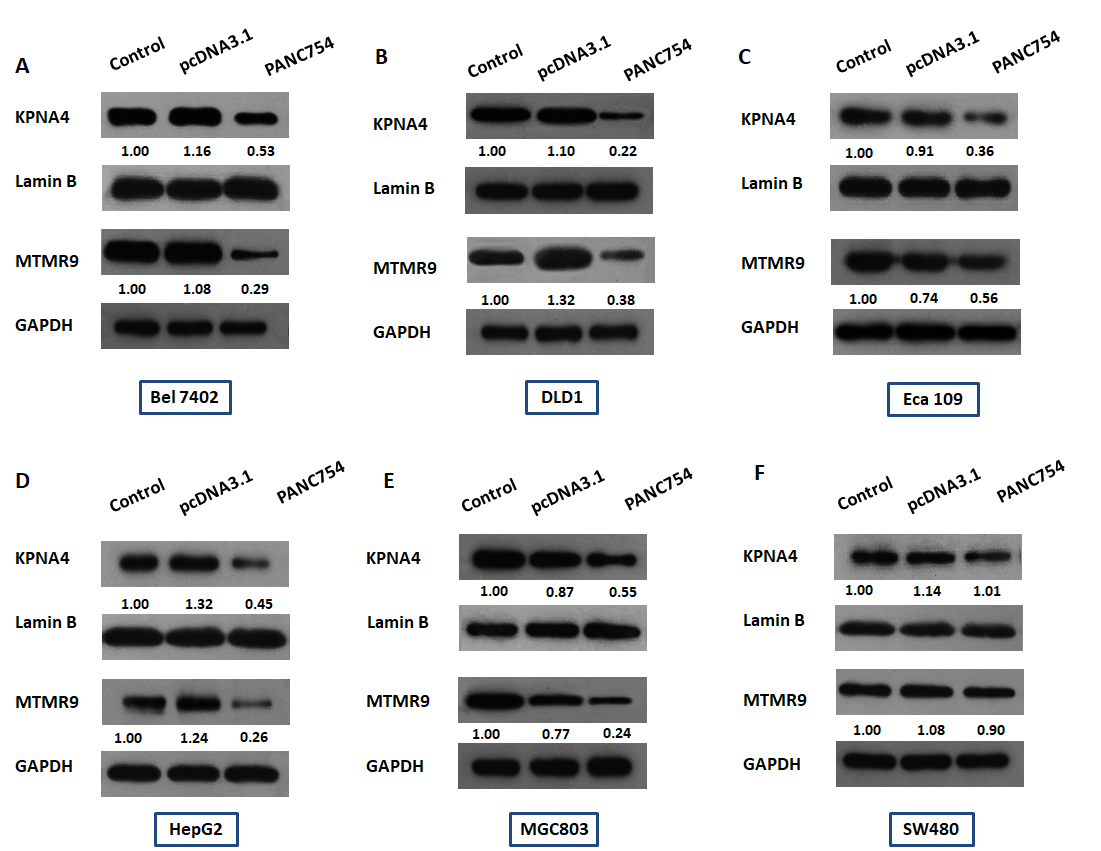 A
Control pcDNA3.1 PANC754
KPNA4
1.00 1.16 0.53
Lamin B
MTMR9
1.00 1.08 0.29
GAPDH
Bel 7402
B
Control pcDNA3.1 PANC754
KPNA4
1.00 1.10 0.22
Lamin B
MTMR9
1.00 1.32 0.38
GAPDH
DLD1
C
Control pcDNA3.1 PANC754
KPNA4
1.00 0.91 0.36
Lamin B
MTMR9
1.00 0.74 0.56
GAPDH
Eca 109
D
Control pcDNA3.1 PANC754
KPNA4
1.00 1.32 0.45
Lamin B
MTMR9
1.00 1.24 0.26
GAPDH
HepG2
E
Control pcDNA3.1 PANC754
KPNA4
1.00 0.87 0.55
Lamin B
MTMR9
1.00 0.77 0.24
GAPDH
MGC803
F
Control pcDNA3.1 PANC754
KPNA4
1.00 1.14 1.01
Lamin B
MTMR9
1.00 1.08 0.90
GAPDH
SW480